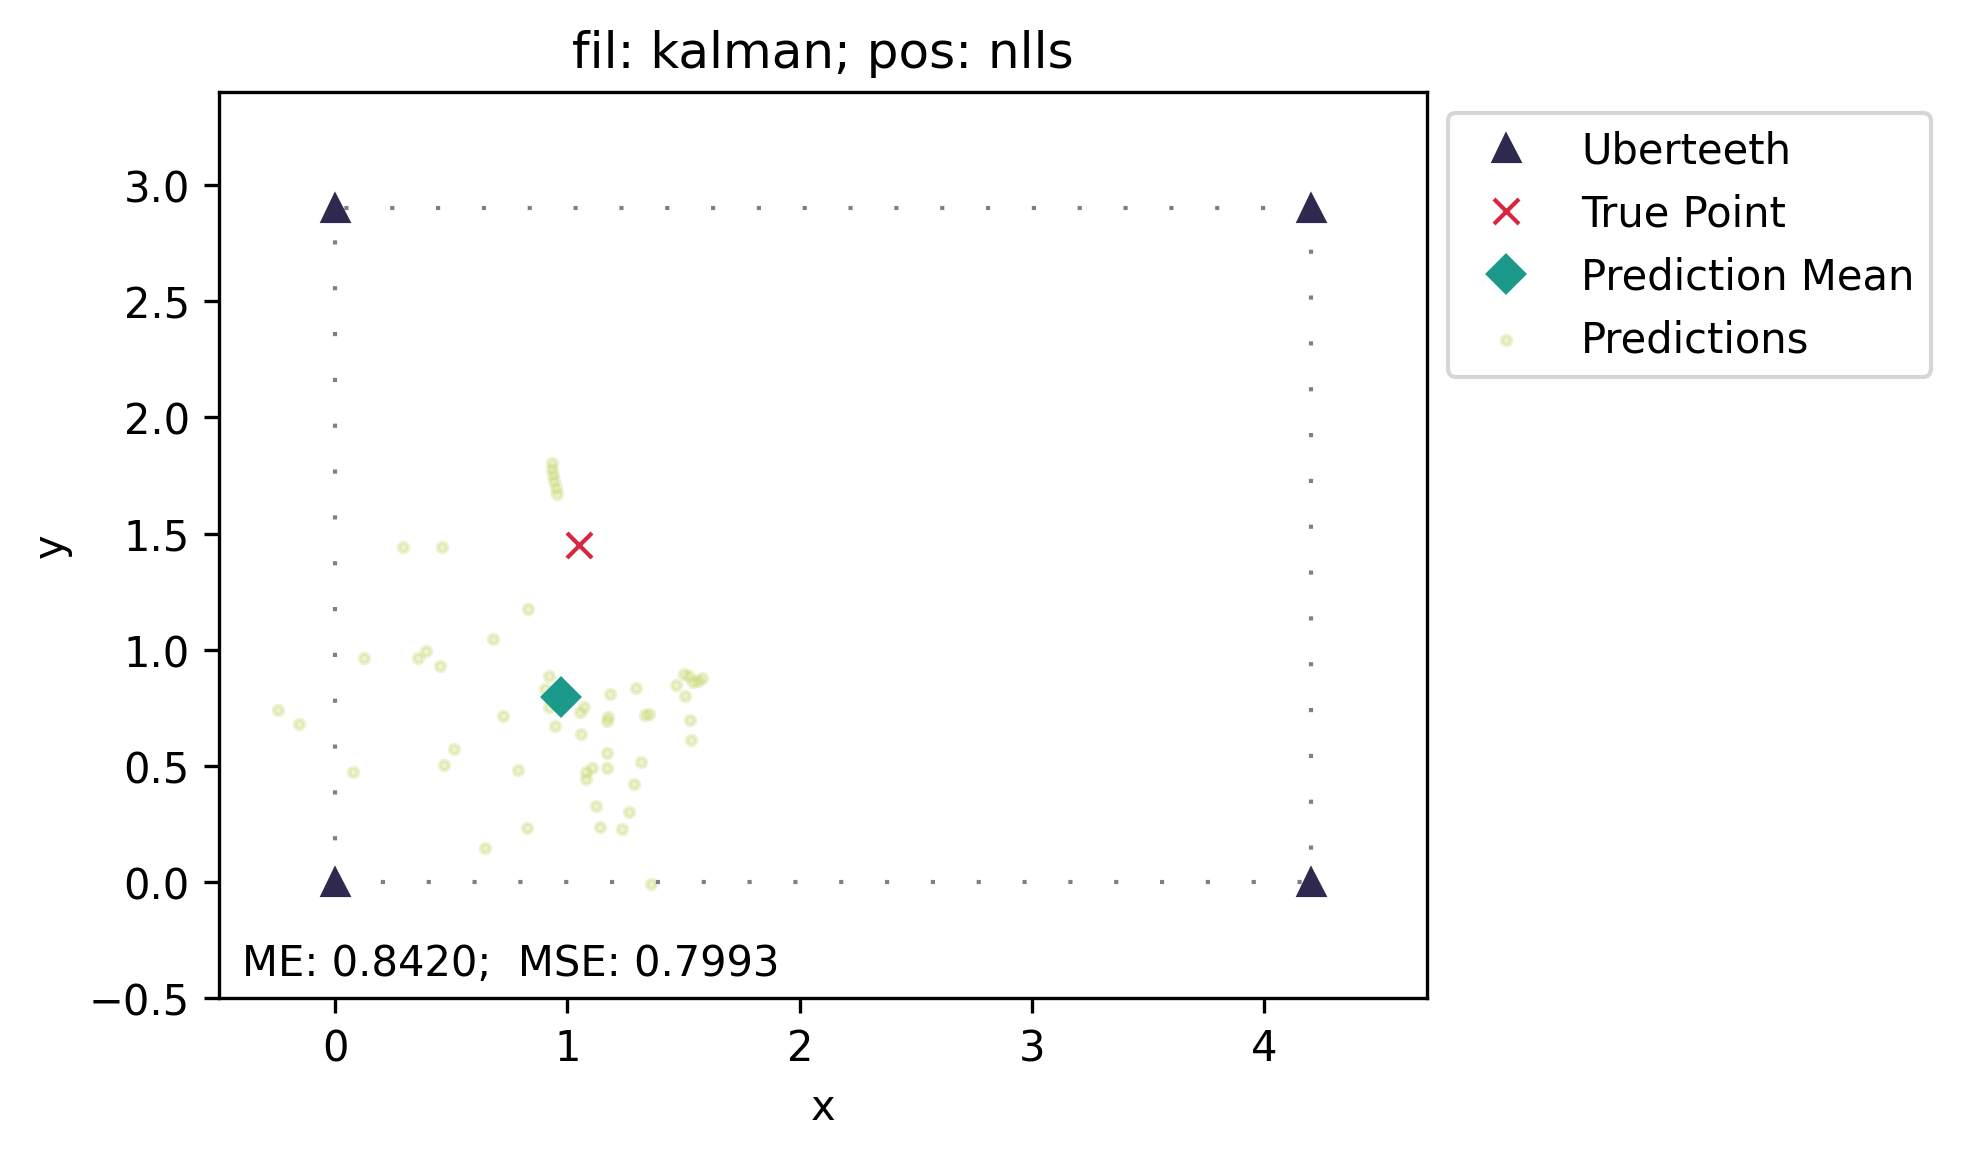 fil: kalman; pos: nlls
Uberteeth
True Point
Prediction Mean
Predictions
3.0
2.5
2.0
1.5
1.0
0.5
0.0
−0.5
y
ME: 0.8420;  MSE: 0.7993
0 1 2 3 4
x